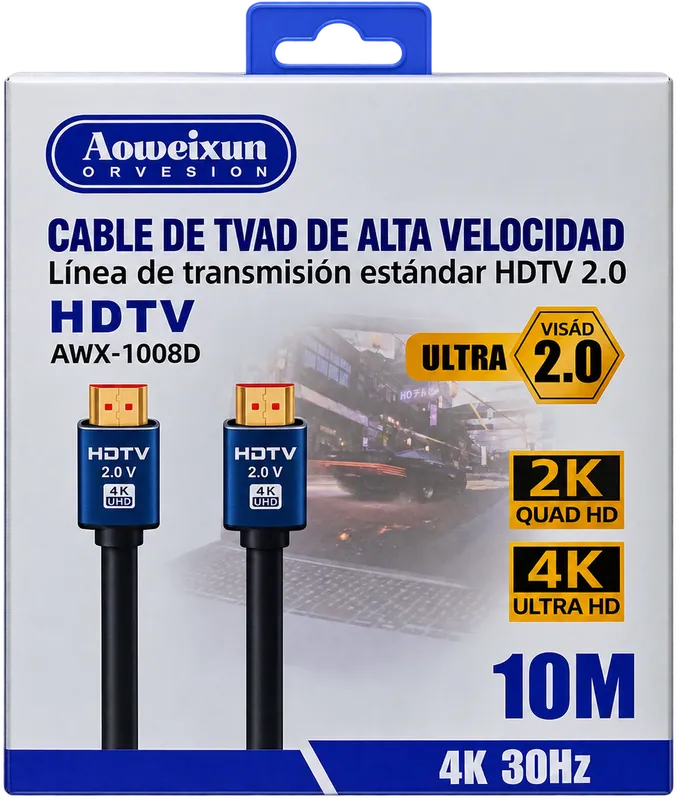 Aoweixun
ORVESION
CABLE DE TVAD DE ALTA VELOCIDAD
Línea de transmisión estándar HDTV 2.0
HDTV
AWX-1008D
ULTRA
VISÁD
2.0
HDTV
2.0 V
4K
UHD
HDTV
2.0 V
4K
UHD
2K
QUAD HD
4K
ULTRA HD
10M
4K 30Hz